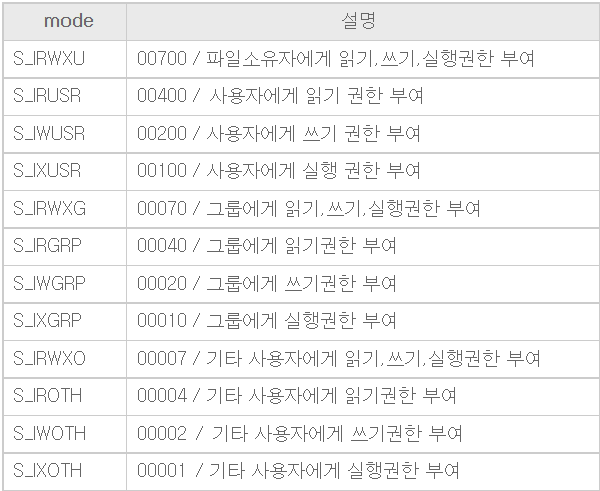 mode 설명
S_IRWXU 00700 / 파일소유자에게 읽기,쓰기,실행권한 부여
S_IRUSR 00400 / 사용자에게 읽기 권한 부여
S_IWUSR 00200 / 사용자에게 쓰기 권한 부여
S_IXUSR 00100 / 사용자에게 실행 권한 부여
S_IRWXG 00070 / 그룹에게 읽기,쓰기,실행권한 부여
S_IRGRP 00040 / 그룹에게 읽기권한 부여
S_IWGRP 00020 / 그룹에게 쓰기권한 부여
S_IXGRP 00010 / 그룹에게 실행권한 부여
S_IRWXO 00007 / 기타 사용자에게 읽기,쓰기,실행권한 부여
S_IROTH 00004 / 기타 사용자에게 읽기권한 부여
S_IWOTH 00002 / 기타 사용자에게 쓰기권한 부여
S_IXOTH 00001 / 기타 사용자에게 실행권한 부여